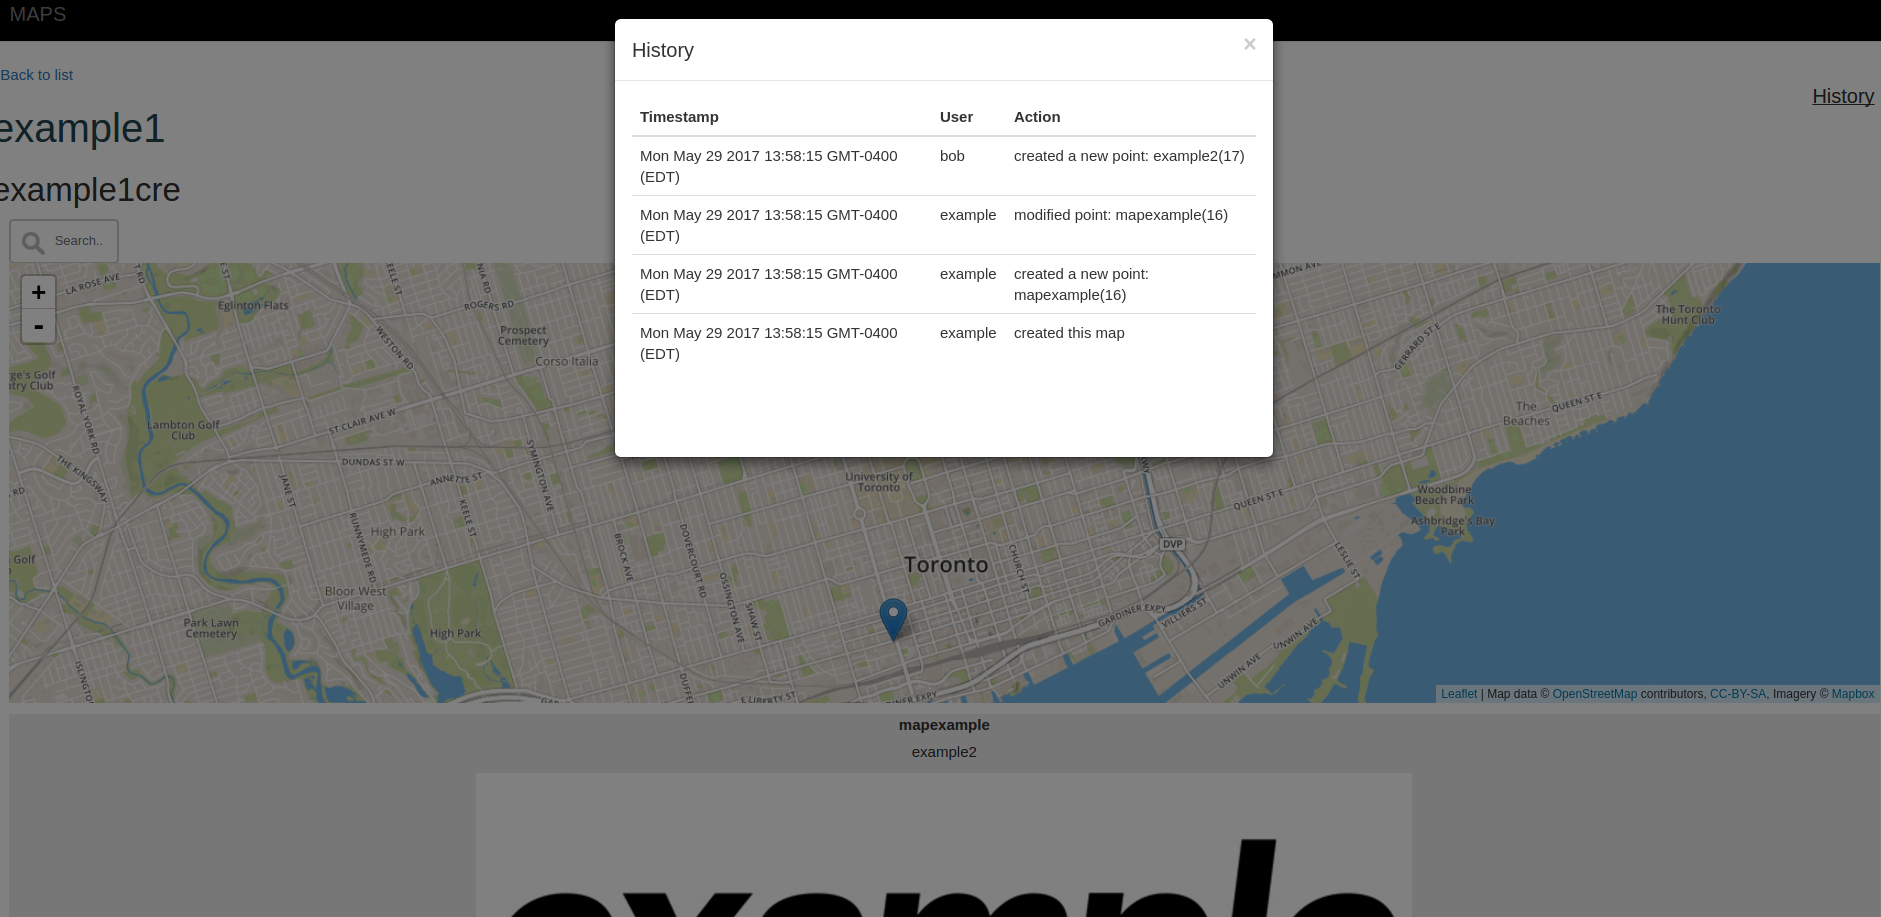 MAPS
History
×
Back to list
History
example1
Timestamp User Action
Mon May 29 2017 13:58:15 GMT-0400 bob created a new point: example2(17)
(EDT)
example1cre
Mon May 29 2017 13:58:15 GMT-0400 example modified point: mapexample(16)
(EDT)
Search..
Mon May 29 2017 13:58:15 GMT-0400 example created a new point:
(EDT) mapexample(16)
Mon May 29 2017 13:58:15 GMT-0400 example created this map
(EDT)
+
-
LA ROSE AVE
Eglinton Flats
ROGERS RD
WESTON RD
Prospect
Cemetery
Corso Italia
The Toronto
Hunt Club
GERRARD ST E
ROYAL YORK RD
Lambton Golf
Club
ST CLAIR AVE W
The
Beaches
QUEEN ST E
THE KINGSWAY
DUNDAS ST W
ANNETTE ST
JANE ST
KEELE ST
SYMINGTON AVE
University of
Toronto
QUEEN ST E
Woodbine
Beach Park
Ashbridge's Bay
Park
High Park
RUNNYMEDE RD
BROCK AVE
DOVERCOURT RD
DVP
CHURCH ST
LESLIE ST
Toronto
Golf
Bloor West
Village
OSSINGTON AVE
SHAW ST
Park Lawn
Cemetery
High Park
GARDINER EXPY
VILLIERS ST
UNWIN AVE
UNWIN AVE
E LIBERTY ST
Leaflet | Map data © OpenStreetMap contributors, CC-BY-SA, Imagery © Mapbox
mapexample
example2
example